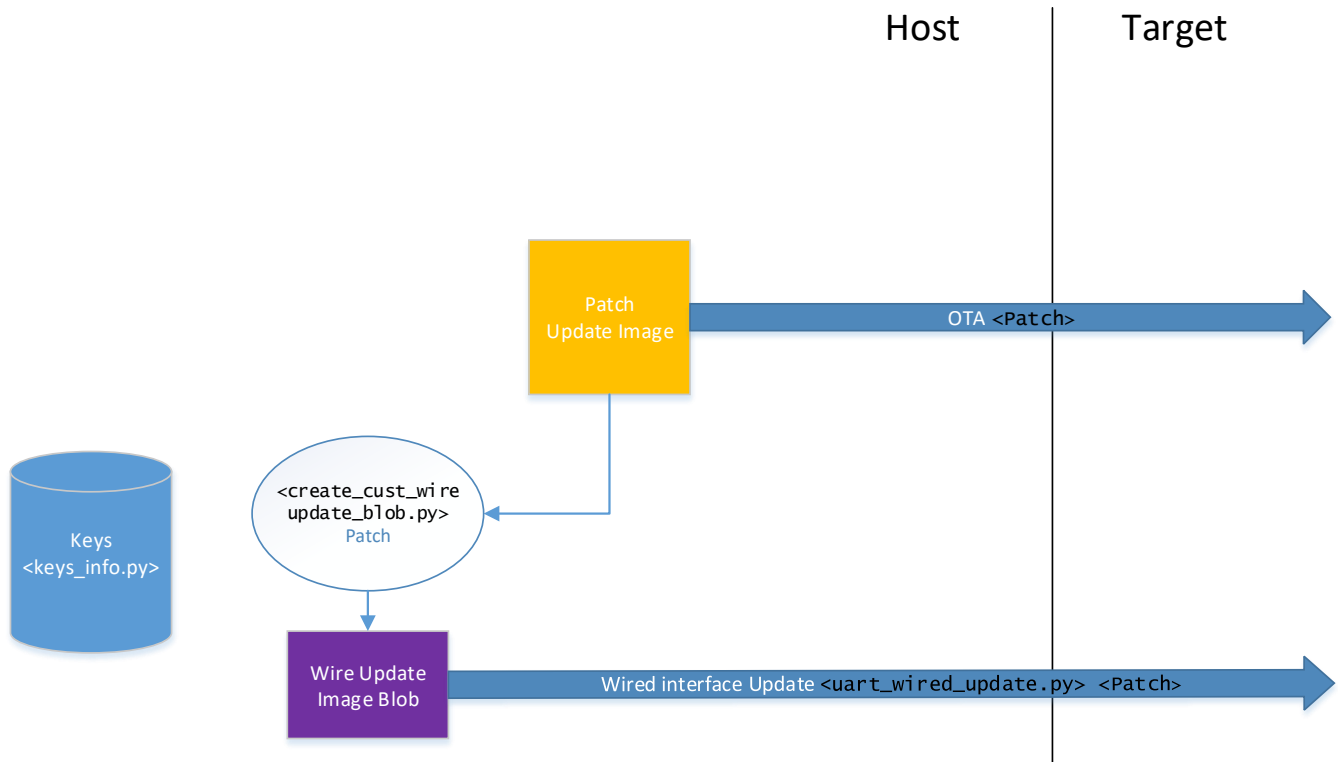 Host
Target
Patch
Update Image
OTA <Patch>
<create_cust_wire
update_blob.py>
Patch
Keys
<keys_info.py>
Wire Update
Image Blob
Wired interface Update <uart_wired_update.py> <Patch>